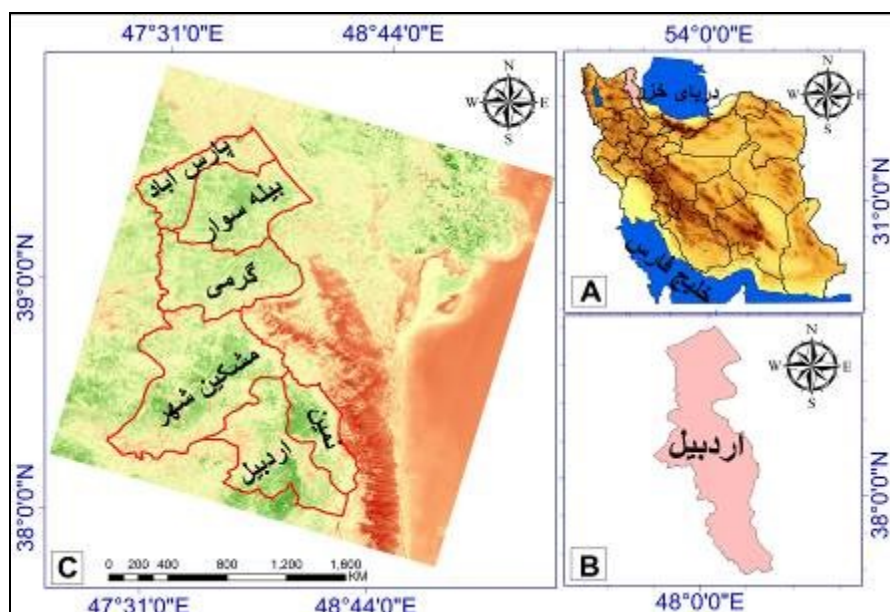 47°31'0"E 48°44'0"E
54°0'0"E
N
W E
S
پارس اباد
بیله سوار
گرمی
مشکین شهر
نمین
اردبیل
39°0'0"N
38°0'0"N
C
0 200 400 800 1,200 1,600
KM
47°31'0"E 48°44'0"E
N
W E
S
دریای خزر
خلیج فارس
31°0'0"N
A
N
W E
S
اردبیل
38°0'0"N
B
48°0'0"E